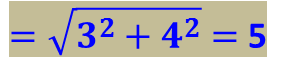 = √3² + 4² = 5